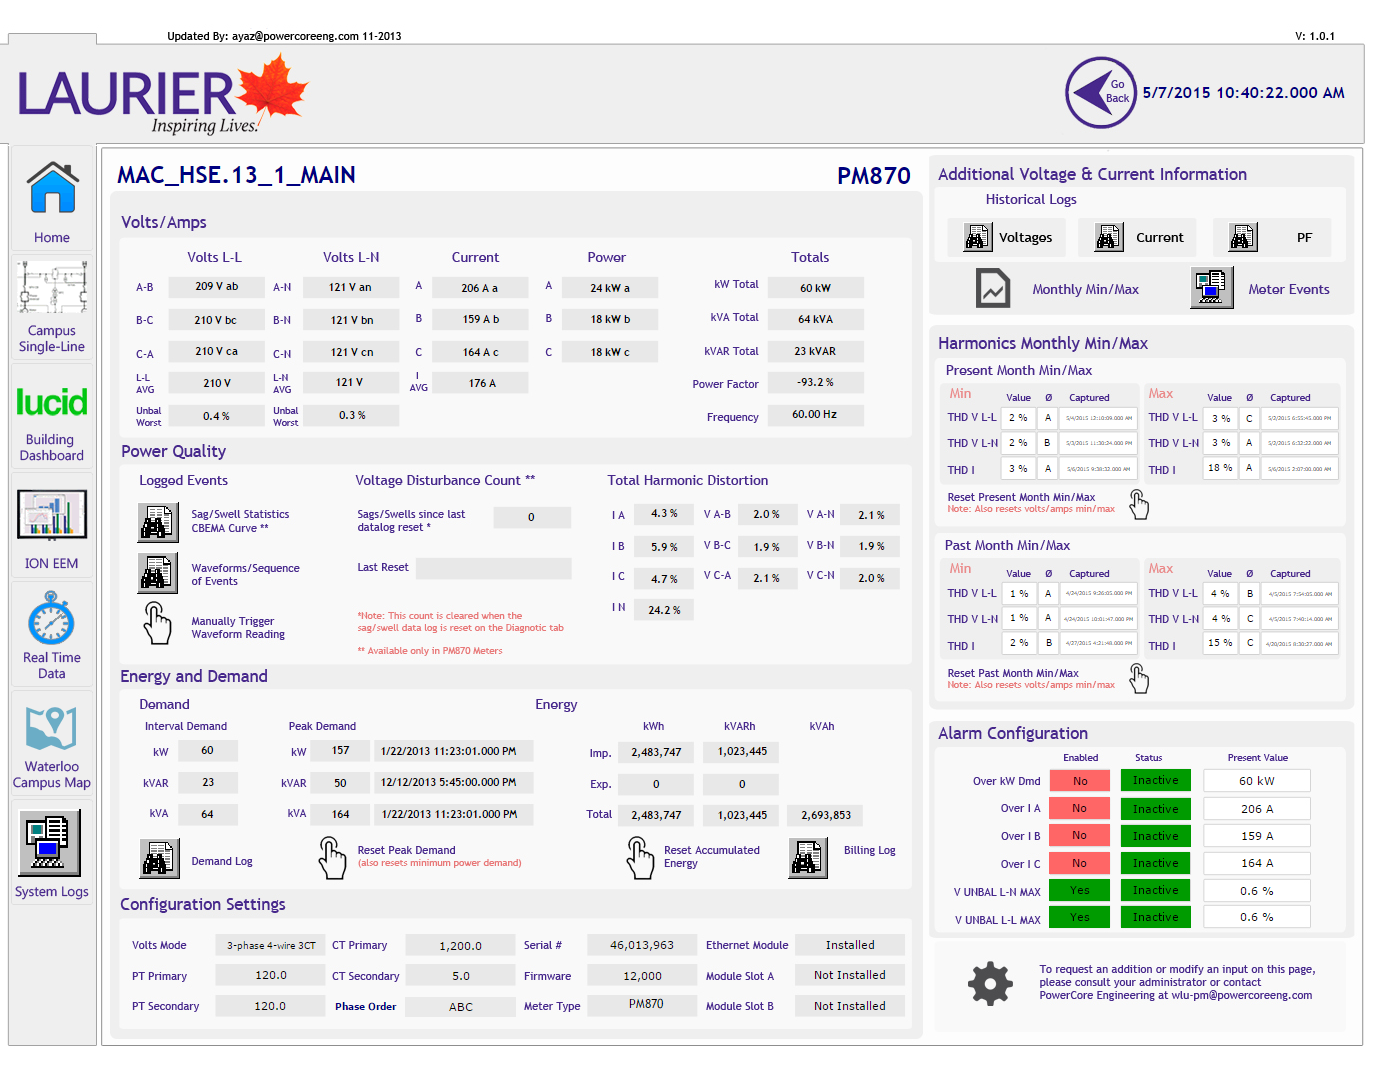 Updated By: ayaz@powercoreeng.com 11-2013
V: 1.0.1
LAURIER
Inspiring Lives.
Go
Back
5/7/2015 10:40:22.000 AM
Home
Campus
Single-Line
lucid
Building
Dashboard
ION EEM
Real Time
Data
Waterloo
Campus Map
System Logs
MAC_HSE.13_1_MAIN
PM870
Volts/Amps
Volts L-L Volts L-N Current Power Totals
A-B 209 V ab A-N 121 V an A 206 A a A 24 kW a kW Total 60 kW
B-C 210 V bc B-N 121 V bn B 159 A b B 18 kW b kVA Total 64 kVA
C-A 210 V ca C-N 121 V cn C 164 A c C 18 kW c kVAR Total 23 kVAR
L-L AVG 210 V L-N AVG 121 V I AVG 176 A Power Factor -93.2 %
Unbal Worst 0.4 % Unbal Worst 0.3 % Frequency 60.00 Hz
Power Quality
Logged Events
Sag/Swell Statistics
CBEMA Curve **
Waveforms/Sequence
of Events
Manually Trigger
Waveform Reading
Voltage Disturbance Count **
Sags/Swells since last
datalog reset * 0
Last Reset
*Note: This count is cleared when the
sag/swell data log is reset on the Diagnotic tab
** Available only in PM870 Meters
Total Harmonic Distortion
I A 4.3 % V A-B 2.0 % V A-N 2.1 %
I B 5.9 % V B-C 1.9 % V B-N 1.9 %
I C 4.7 % V C-A 2.1 % V C-N 2.0 %
I N 24.2 %
Energy and Demand
Demand
Interval Demand Peak Demand
kW 60 kW 157 1/22/2013 11:23:01.000 PM
kVAR 23 kVAR 50 12/12/2013 5:45:00.000 PM
kVA 64 kVA 164 1/22/2013 11:23:01.000 PM
Demand Log
Reset Peak Demand
(also resets minimum power demand)
Energy
kWh kVARh kVAh
Imp. 2,483,747 1,023,445
Exp. 0 0
Total 2,483,747 1,023,445 2,693,853
Reset Accumulated
Energy
Billing Log
Configuration Settings
Volts Mode 3-phase 4-wire 3CT CT Primary 1,200.0 Serial # 46,013,963 Ethernet Module Installed
PT Primary 120.0 CT Secondary 5.0 Firmware 12,000 Module Slot A Not Installed
PT Secondary 120.0 Phase Order ABC Meter Type PM870 Module Slot B Not Installed
Additional Voltage & Current Information
Historical Logs
Voltages Current PF
Monthly Min/Max Meter Events
Harmonics Monthly Min/Max
Present Month Min/Max
Min Value Ø Captured Max Value Ø Captured
THD V L-L 2 % A 5/4/2015 12:10:09.000 AM THD V L-L 3 % C 5/2/2015 6:55:45.000 PM
THD V L-N 2 % B 5/3/2015 11:30:24.000 PM THD V L-N 3 % A 5/2/2015 6:32:22.000 AM
THD I 3 % A 5/6/2015 9:38:32.000 AM THD I 18 % A 5/6/2015 2:07:00.000 AM
Reset Present Month Min/Max
Note: Also resets volts/amps min/max
Past Month Min/Max
Min Value Ø Captured Max Value Ø Captured
THD V L-L 1 % A 4/24/2015 9:26:05.000 PM THD V L-L 4 % B 4/5/2015 7:54:05.000 AM
THD V L-N 1 % A 4/24/2015 10:01:47.000 PM THD V L-N 4 % C 4/5/2015 7:40:14.000 AM
THD I 2 % B 4/27/2015 4:21:48.000 PM THD I 15 % C 4/20/2015 9:30:27.000 AM
Reset Past Month Min/Max
Note: Also resets volts/amps min/max
Alarm Configuration
Enabled Status Present Value
Over kW Dmd No Inactive 60 kW
Over I A No Inactive 206 A
Over I B No Inactive 159 A
Over I C No Inactive 164 A
V UNBAL L-N MAX Yes Inactive 0.6 %
V UNBAL L-L MAX Yes Inactive 0.6 %
To request an addition or modify an input on this page,
please consult your administrator or contact
PowerCore Engineering at wlu-pm@powercoreeng.com